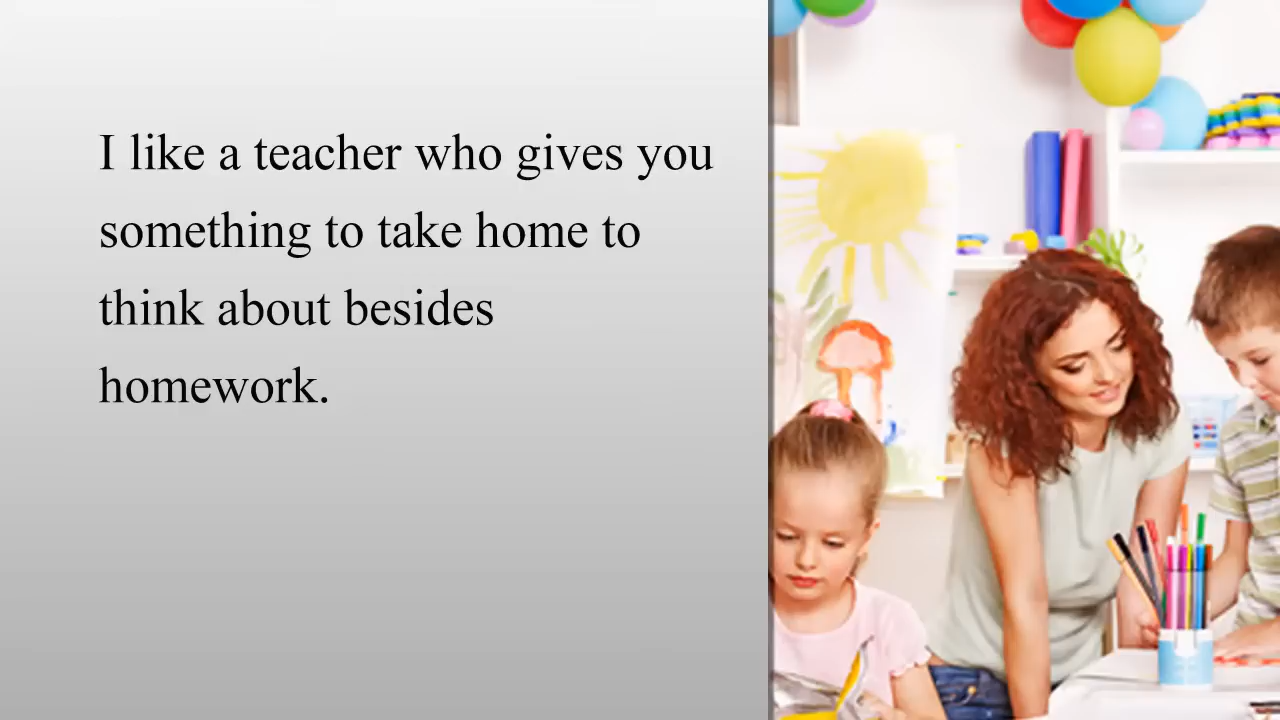 I like a teacher who gives you
something to take home to
think about besides
homework.